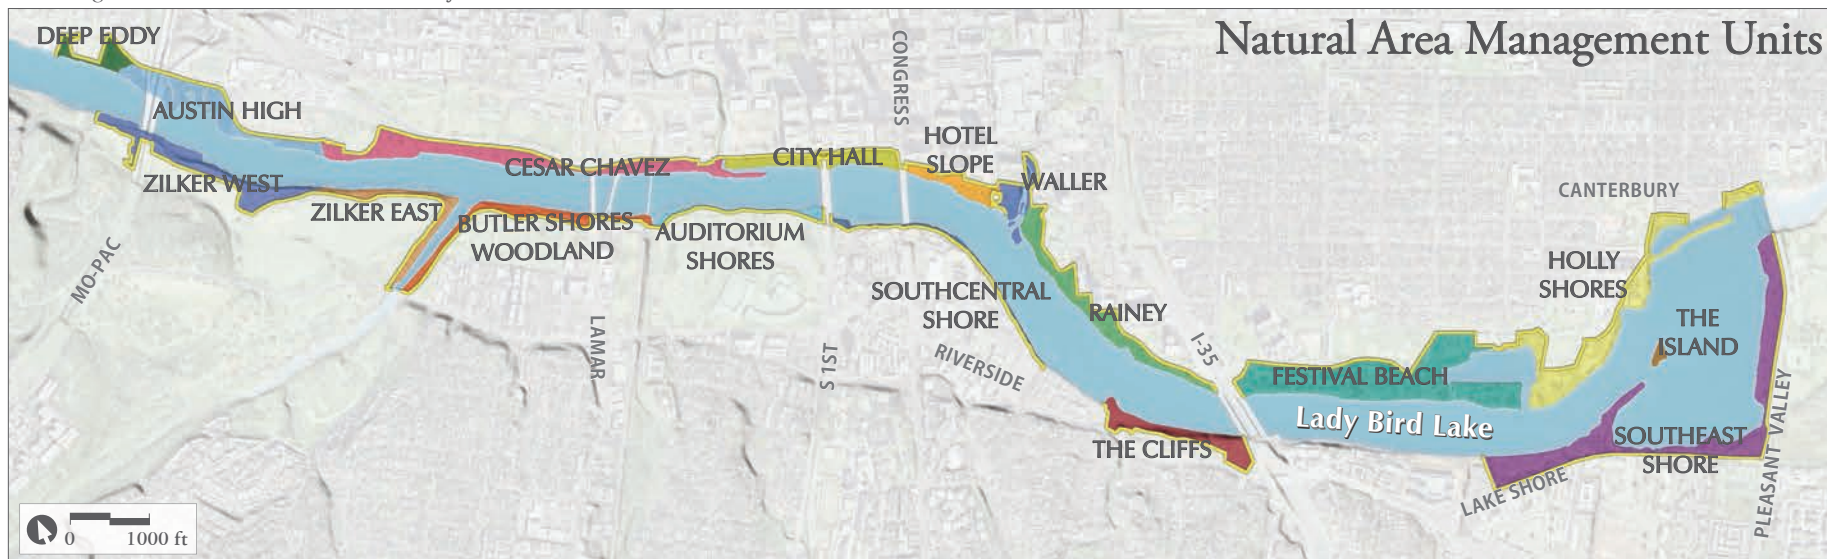 Natural Area Management Units
DEEP EDDY
AUSTIN HIGH
ZILKER WEST
ZILKER EAST
MO-PAC
CESAR CHAVEZ
BUTLER SHORES
WOODLAND
LAMAR
AUDITORIUM
SHORES
CITY HALL
S 1ST
CONGRESS
HOTEL
SLOPE
WALLER
SOUTHCENTRAL
SHORE
RIVERSIDE
RAINEY
I-35
THE CLIFFS
FESTIVAL BEACH
Lady Bird Lake
CANTERBURY
HOLLY
SHORES
THE
ISLAND
SOUTHEAST
SHORE
LAKE SHORE
PLEASANT VALLEY
0 1000 ft